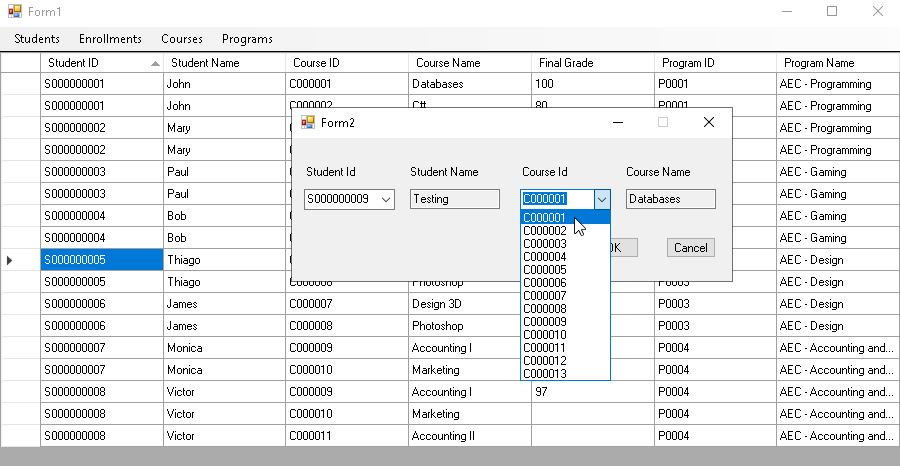 Form1
Students Enrollments Courses Programs
Student ID Student Name Course ID Course Name Final Grade Program ID Program Name
S000000001 John C000001 Databases 100 P0001 AEC - Programming
S000000001 John C000002 C# 80 P0001 AEC - Programming
S000000002 Mary AEC - Programming
S000000002 Mary AEC - Programming
S000000003 Paul AEC - Gaming
S000000003 Paul AEC - Gaming
S000000004 Bob AEC - Gaming
S000000004 Bob AEC - Gaming
S000000005 Thiago AEC - Design
S000000005 Thiago C000008 Photoshop P0003 AEC - Design
S000000006 James C000007 Design 3D P0003 AEC - Design
S000000006 James C000008 Photoshop P0003 AEC - Design
S000000007 Monica C000009 Accounting I P0004 AEC - Accounting and...
S000000007 Monica C000010 Marketing P0004 AEC - Accounting and...
S000000008 Victor C000009 Accounting I 97 P0004 AEC - Accounting and...
S000000008 Victor C000010 Marketing P0004 AEC - Accounting and...
S000000008 Victor C000011 Accounting II P0004 AEC - Accounting and...
Form2
Student Id Student Name Course Id Course Name
S000000009 Testing C000001 Databases
C000001
C000002
C000003
C000004
C000005
C000006
C000007
C000008
C000009
C000010
C000011
C000012
C000013
OK Cancel